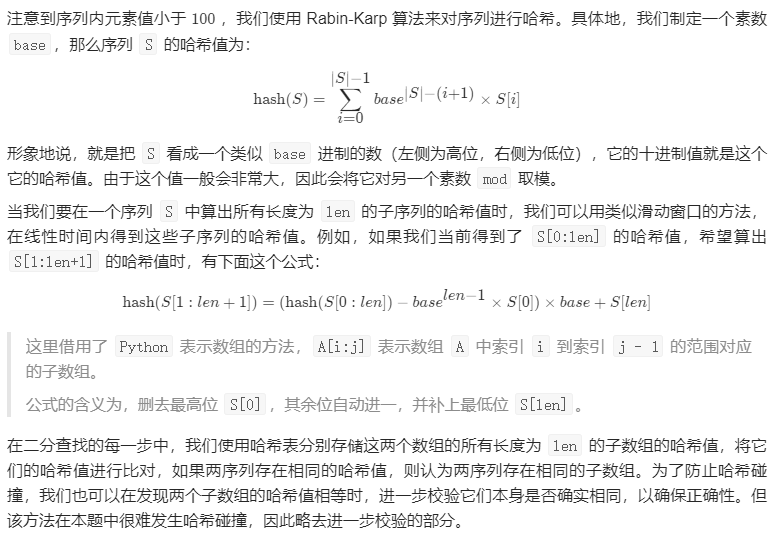 注意到序列内元素值小于 100 ，我们使用 Rabin-Karp 算法来对序列进行哈希。具体地，我们制定一个素数
base ，那么序列 S 的哈希值为：
hash(S) = \sum_{i=0}^{|S|-1} base^{|S|-(i+1)} × S[i]
形象地说，就是把 S 看成一个类似 base 进制的数（左侧为高位，右侧为低位），它的十进制值就是这个
它的哈希值。由于这个值一般会非常大，因此会将它对另一个素数 mod 取模。
当我们要在一个序列 S 中算出所有长度为 len 的子序列的哈希值时，我们可以用类似滑动窗口的方法，
在线性时间内得到这些子序列的哈希值。例如，如果我们当前得到了 S[0:len] 的哈希值，希望算出
S[1:len+1] 的哈希值时，有下面这个公式：
hash(S[1 : len + 1]) = (hash(S[0 : len]) − base^{len−1} × S[0]) × base + S[len]
这里借用了 Python 表示数组的方法， A[i:j] 表示数组 A 中索引 i 到索引 j - 1 的范围对应
的子数组。
公式的含义为，删去最高位 S[0] ，其余位自动进一，并补上最低位 S[len] 。
在二分查找的每一步中，我们使用哈希表分别存储这两个数组的所有长度为 len 的子数组的哈希值，将它
们的哈希值进行比对，如果两序列存在相同的哈希值，则认为两序列存在相同的子数组。为了防止哈希碰
撞，我们也可以在发现两个子数组的哈希值相等时，进一步校验它们本身是否确实相同，以确保正确性。但
该方法在本题中很难发生哈希碰撞，因此略去进一步校验的部分。